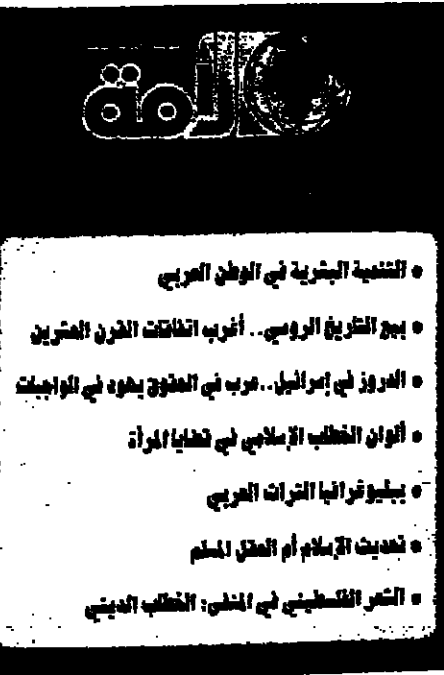 • التنمية البشرية في الوطن العربي
• بيع التاريخ الروسي.. أغرب اتفاقات القرن العشرين
• الدروز في إسرائيل.. عرب في الحقوق يهود في الواجبات
• ألوان الخطاب الإسلامي في قضايا المرأة
• ببليوغرافيا التراث العربي
• تحديث الإسلام أم العقل المسلم
• الشعر الفلسطيني في المنفى: الخطاب الديني